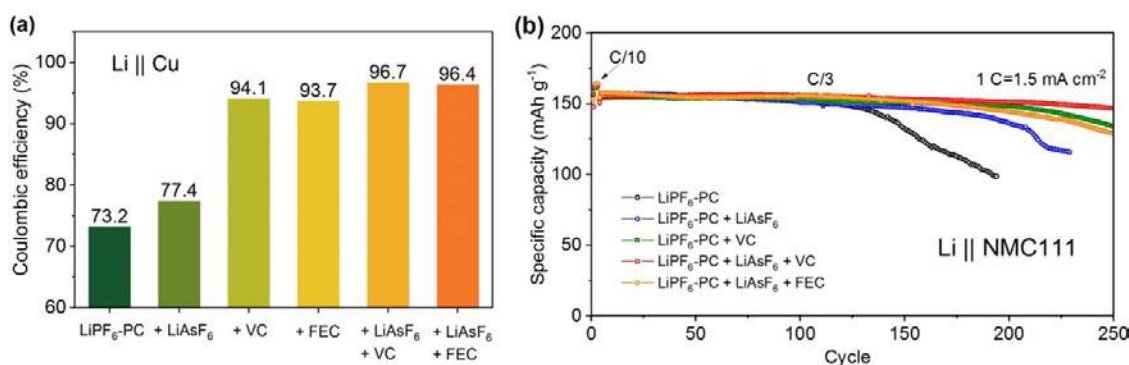 (a)
Li || Cu
Coulombic efficiency (%)
100
90
80
70
60
73.2
77.4
94.1
93.7
96.7
96.4
LiPF₆-PC
+ LiAsF₆
+ VC
+ FEC
+ LiAsF₆
+ VC
+ LiAsF₆
+ FEC
(b)
Specific capacity (mAh g⁻¹)
200
150
100
50
0
C/10
C/3
1 C=1.5 mA cm⁻²
LiPF₆-PC
LiPF₆-PC + LiAsF₆
LiPF₆-PC + VC
LiPF₆-PC + LiAsF₆ + VC
LiPF₆-PC + LiAsF₆ + FEC
Li || NMC111
0
50
100
150
200
250
Cycle